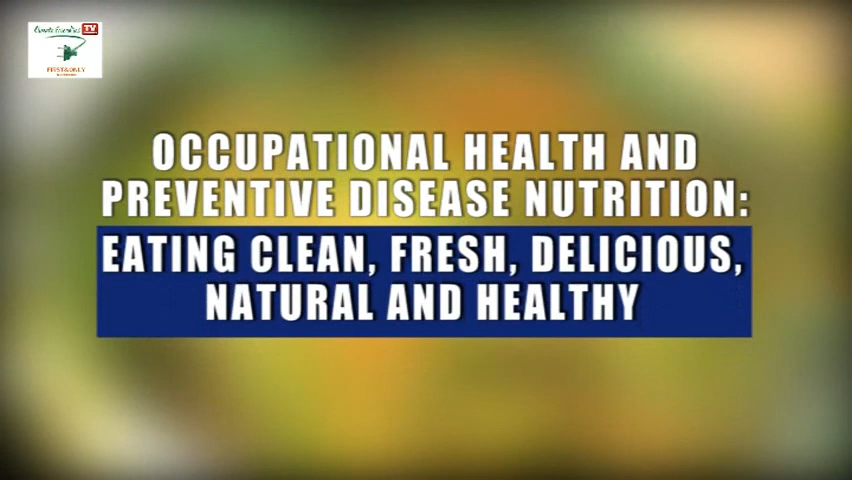 TV
FIRST&ONLY
OCCUPATIONAL HEALTH AND
PREVENTIVE DISEASE NUTRITION:
EATING CLEAN, FRESH, DELICIOUS,
NATURAL AND HEALTHY